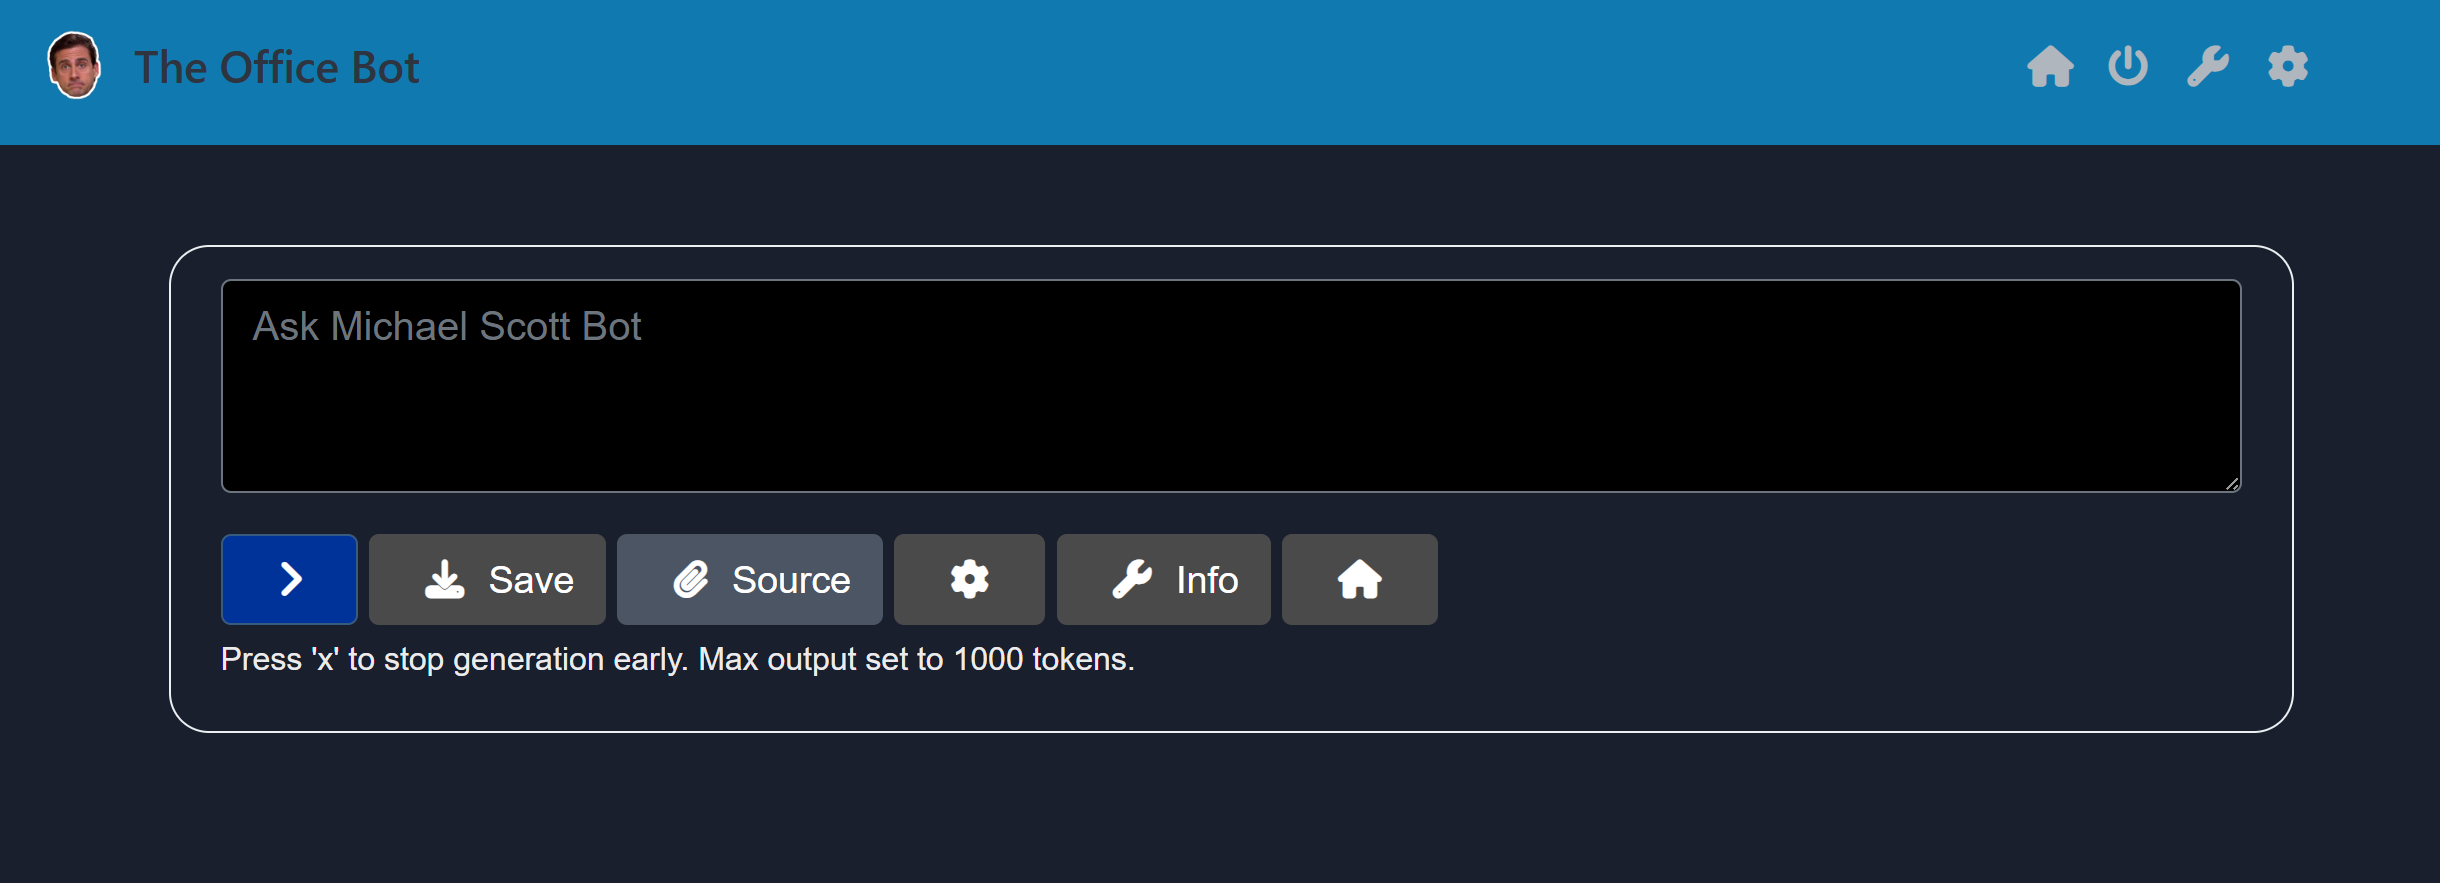 The Office Bot
Ask Michael Scott Bot
Save Source Info
Press 'x' to stop generation early. Max output set to 1000 tokens.